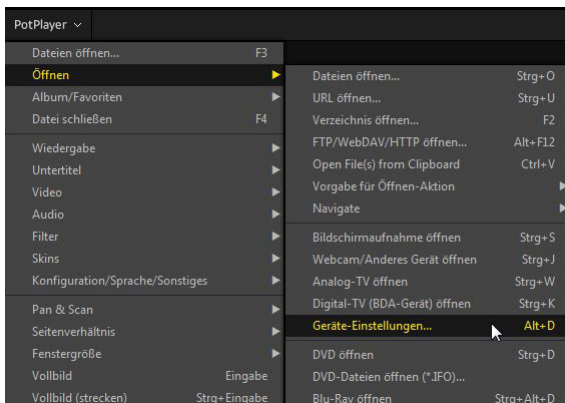 PotPlayer
Dateien öffnen... F3
Öffnen
Album/Favoriten
Datei schließen F4
Wiedergabe
Untertitel
Video
Audio
Filter
Skins
Konfiguration/Sprache/Sonstiges
Pan & Scan
Seitenverhältnis
Fenstergröße
Vollbild Eingabe
Vollbild (strecken) Strg+Eingabe
Dateien öffnen... Strg+O
URL öffnen... Strg+U
Verzeichnis öffnen... F2
FTP/WebDAV/HTTP öffnen... Alt+F12
Open File(s) from Clipboard Ctrl+V
Vorgabe für Öffnen-Aktion
Navigate
Bildschirmaufnahme öffnen Strg+S
Webcam/Anderes Gerät öffnen Strg+J
Analog-TV öffnen Strg+W
Digital-TV (BDA-Gerät) öffnen Strg+K
Geräte-Einstellungen... Alt+D
DVD öffnen Strg+D
DVD-Dateien öffnen (*.IFO)...
Blu-Ray öffnen Strg+Alt+D